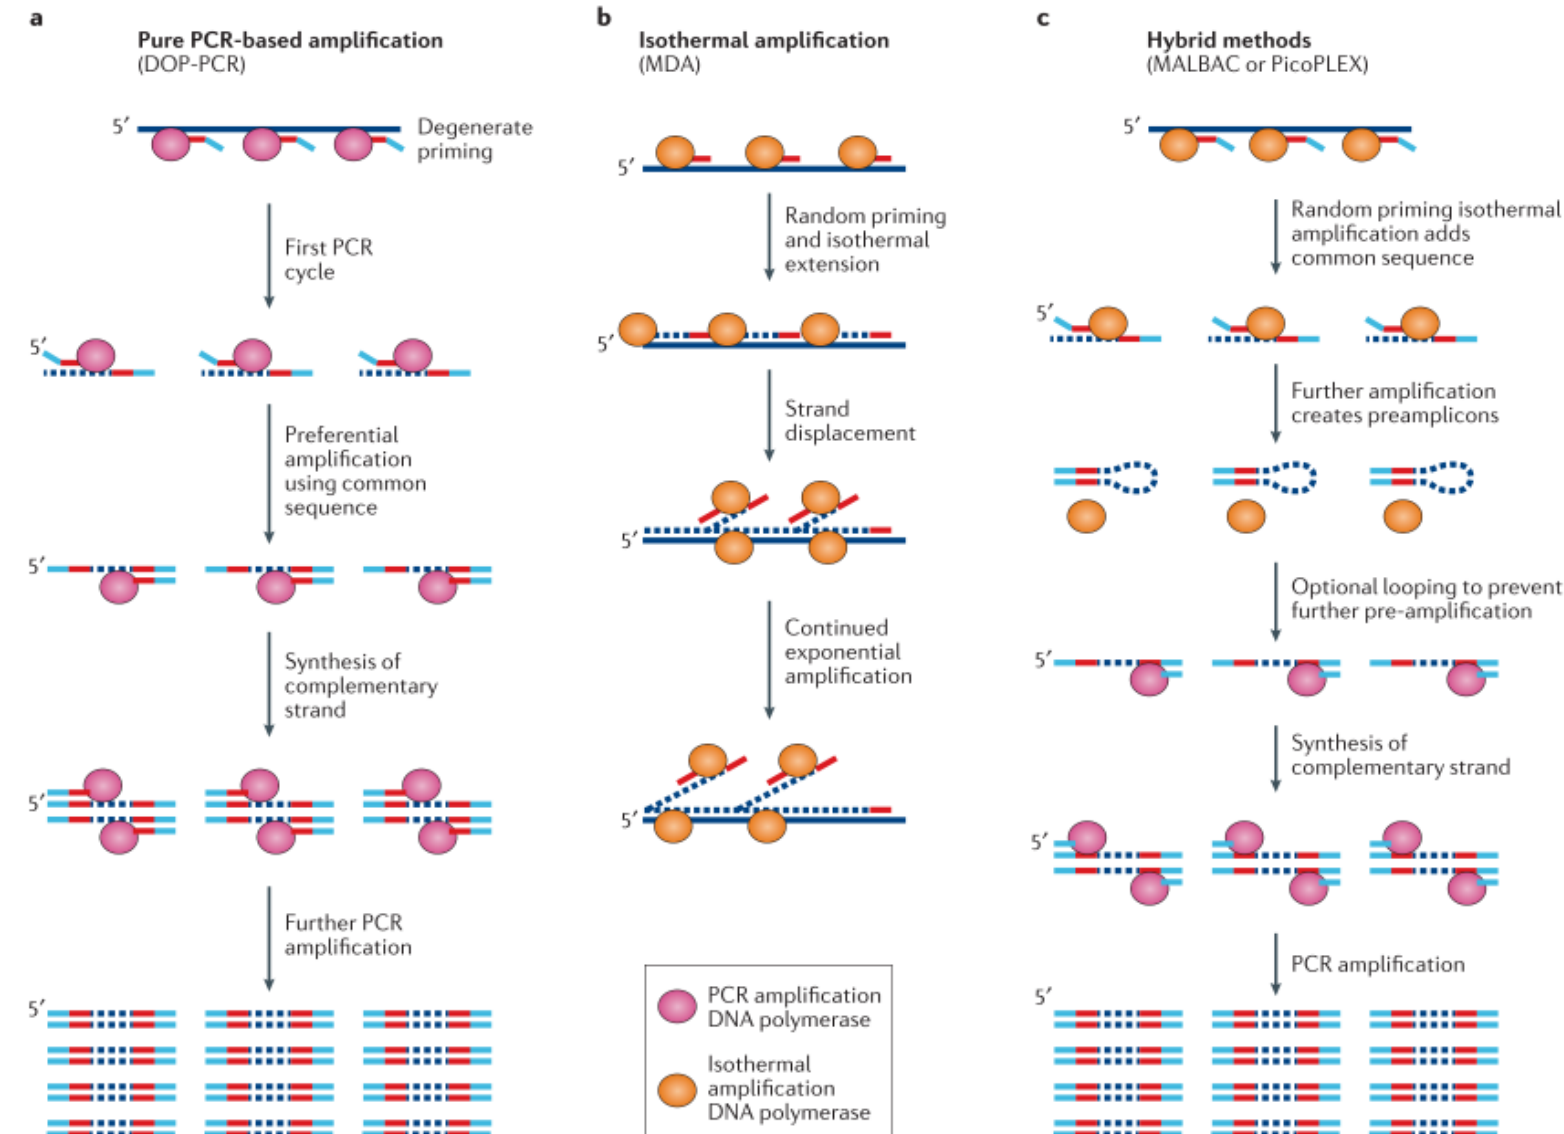 a
Pure PCR-based amplification
(DOP-PCR)
5′
Degenerate
priming
First PCR
cycle
5′
Preferential
amplification
using common
sequence
5′
Synthesis of
complementary
strand
5′
Further PCR
amplification
5′
b
Isothermal amplification
(MDA)
5′
Random priming
and isothermal
extension
5′
Strand
displacement
5′
Continued
exponential
amplification
5′
PCR amplification
DNA polymerase
Isothermal
amplification
DNA polymerase
c
Hybrid methods
(MALBAC or PicoPLEX)
5′
Random priming isothermal
amplification adds
common sequence
5′
Further amplification
creates preamplicons
Optional looping to prevent
further pre-amplification
5′
Synthesis of
complementary strand
5′
PCR amplification
5′